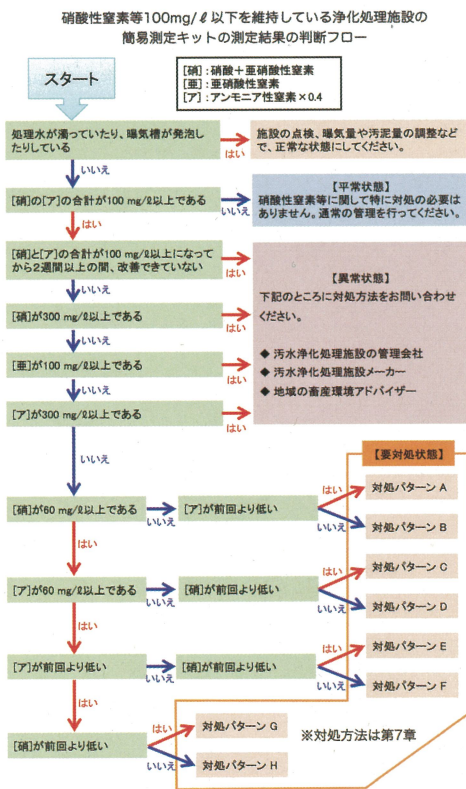 硝酸性窒素等100mg/ℓ以下を維持している浄化処理施設の
簡易測定キットの測定結果の判断フロー
スタート
[硝]:硝酸+亜硝酸性窒素
[亜]:亜硝酸性窒素
[ア]:アンモニア性窒素×0.4
処理水が濁っていたり、曝気槽が発泡し
たりしている
はい
施設の点検、曝気量や汚泥量の調整など
で、正常な状態にしてください。
いいえ
[硝]の[ア]の合計が100 mg/ℓ以上である
いいえ
【平常状態】
硝酸性窒素等に関して特に対処の必要は
ありません。通常の管理を行ってください。
はい
[硝]と[ア]の合計が100 mg/ℓ以上になって
から2週間以上の間、改善できていない
はい
いいえ
[硝]が300 mg/ℓ以上である
はい
いいえ
[亜]が100 mg/ℓ以上である
はい
いいえ
[ア]が300 mg/ℓ以上である
はい
【異常状態】
下記のところに対処方法をお問い合わせ
ください。
◆ 汚水浄化処理施設の管理会社
◆ 汚水浄化処理施設メーカー
◆ 地域の畜産環境アドバイザー
いいえ
【要対処状態】
[硝]が60 mg/ℓ以上である
いいえ
[ア]が前回より低い
はい
対処パターン A
いいえ
対処パターン B
はい
[ア]が60 mg/ℓ以上である
いいえ
[硝]が前回より低い
はい
対処パターン C
いいえ
対処パターン D
はい
[ア]が前回より低い
いいえ
[硝]が前回より低い
はい
対処パターン E
いいえ
対処パターン F
はい
[硝]が前回より低い
はい
対処パターン G
いいえ
対処パターン H
※対処方法は第7章